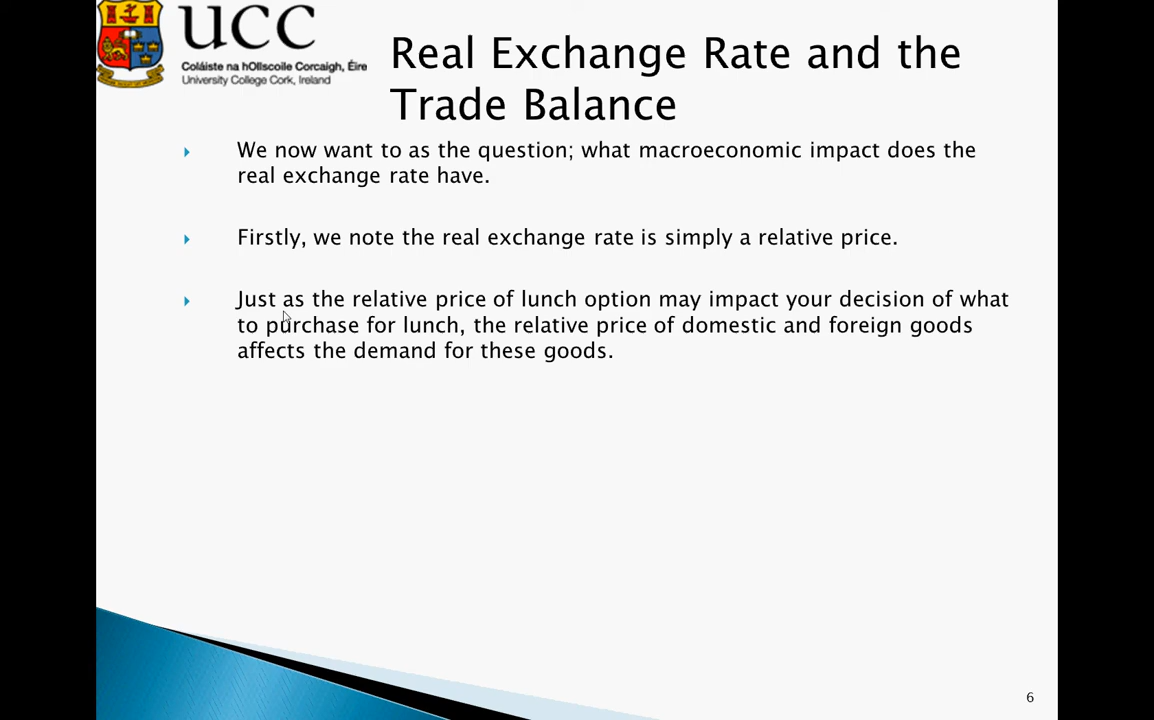 ucc
Coláiste na hOllscoile Corcaigh, Éire
University College Cork, Ireland
Real Exchange Rate and the
Trade Balance
We now want to as the question; what macroeconomic impact does the
real exchange rate have.
Firstly, we note the real exchange rate is simply a relative price.
Just as the relative price of lunch option may impact your decision of what
to purchase for lunch, the relative price of domestic and foreign goods
affects the demand for these goods.
6